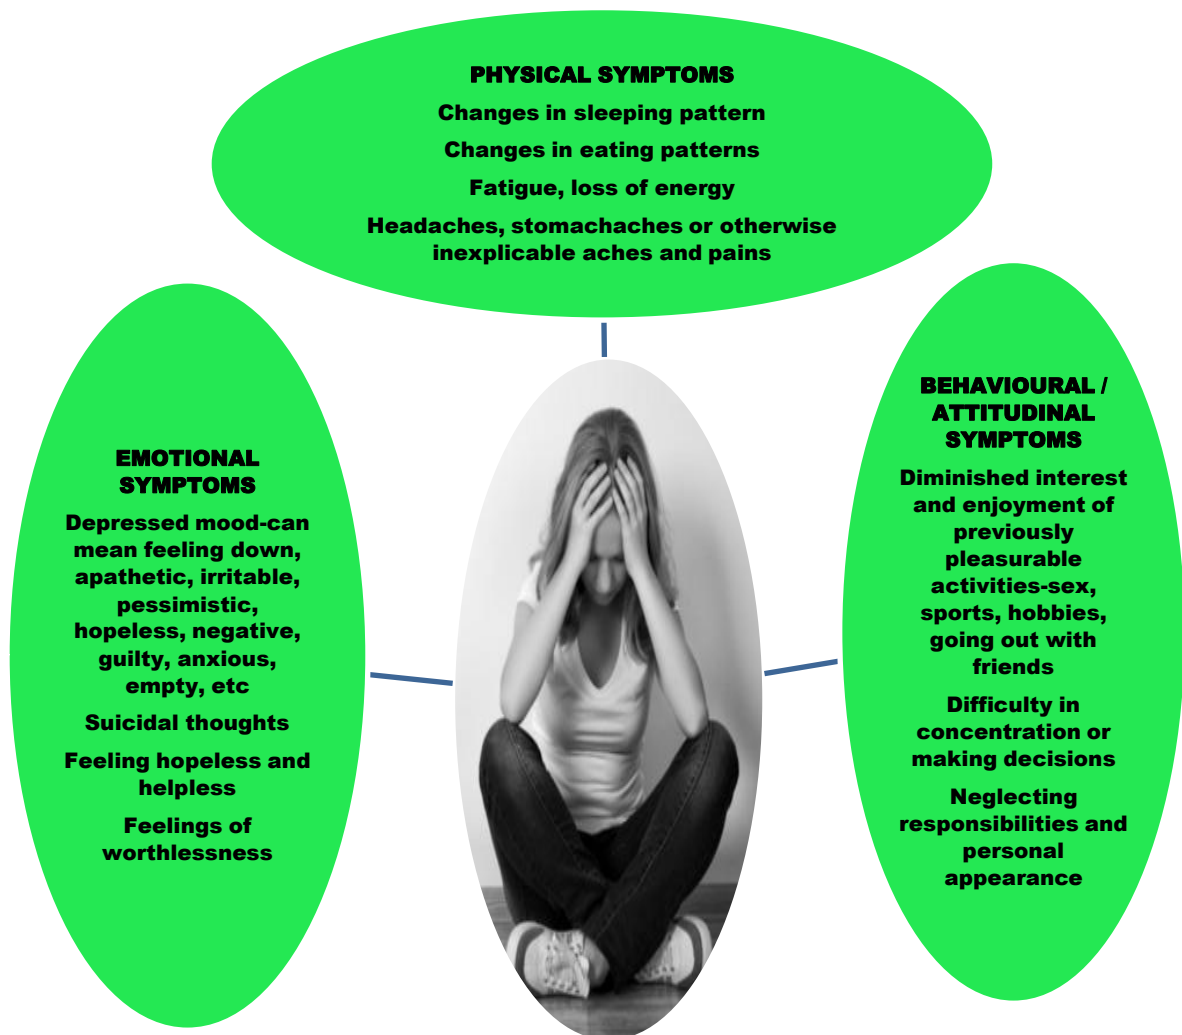 PHYSICAL SYMPTOMS
Changes in sleeping pattern
Changes in eating patterns
Fatigue, loss of energy
Headaches, stomachaches or otherwise
inexplicable aches and pains
EMOTIONAL
SYMPTOMS
Depressed mood-can
mean feeling down,
apathetic, irritable,
pessimistic,
hopeless, negative,
guilty, anxious,
empty, etc
Suicidal thoughts
Feeling hopeless and
helpless
Feelings of
worthlessness
BEHAVIOURAL /
ATTITUDINAL
SYMPTOMS
Diminished interest
and enjoyment of
previously
pleasurable
activities-sex,
sports, hobbies,
going out with
friends
Difficulty in
concentration or
making decisions
Neglecting
responsibilities and
personal
appearance